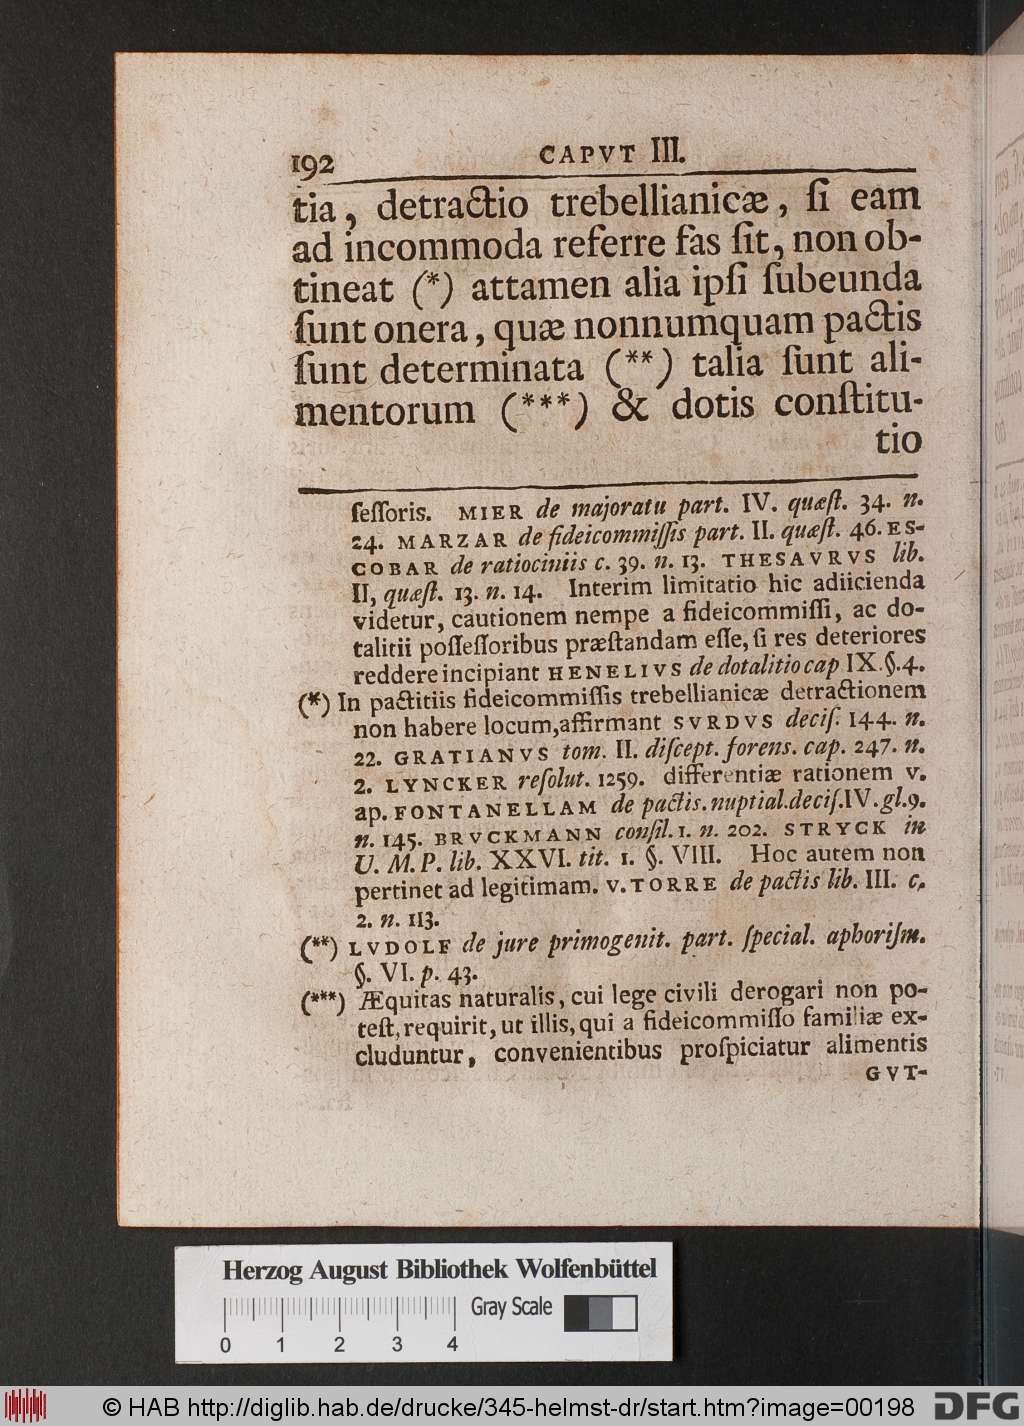 192 CAPVT III.
tia, detractio trebellianicæ, ſi eam
ad incommoda referre fas ſit, non ob-
tineat (*) attamen alia ipſi ſubeunda
ſunt onera, quæ nonnumquam pactis
ſunt determinata (**) talia ſunt ali-
mentorum (***) & dotis conſtitu-
tio
ſeſſoris. MIER de majoratu part. IV. quæſt. 34. n.
24. MARZAR de fideicommiſſis part. II. quæſt. 46. ES-
COBAR de ratiociniis c. 39. n. 13. THESAVRVS lib.
II, quæſt. 13. n. 14. Interim limitatio hic adiicienda
videtur, cautionem nempe a fideicommiſſi, ac do-
talitii poſſeſſoribus præſtandam eſſe, ſi res deteriores
reddere incipiant HENELIVS de dotalitio cap IX. §. 4.
(*) In pactitiis fideicommiſſis trebellianicæ detractionem
non habere locum, affirmant SVRDVS deciſ. 144. n.
22. GRATIANVS tom. II. diſcept. forens. cap. 247. n.
2. LYNCKER reſolut. 1259. differentiæ rationem v.
ap. FONTANELLAM de pactis. nuptial. deciſ. IV. gl. 9.
n. 145. BRVCKMANN conſil. 1. n. 202. STRYCK in
U. M. P. lib. XXVI. tit. 1. §. VIII. Hoc autem non
pertinet ad legitimam. v. TORRE de pactis lib. III. c.
2. n. 113.
(**) LVDOLF de jure primogenit. part. ſpecial. aphoriſm.
§. VI. p. 43.
(***) Æquitas naturalis, cui lege civili derogari non po-
teſt, requirit, ut illis, qui a fideicommiſſo familiæ ex-
cluduntur, convenientibus proſpiciatur alimentis
GVT-
Herzog August Bibliothek Wolfenbüttel
Gray Scale
0 1 2 3 4
© HAB http://diglib.hab.de/drucke/345-helmst-dr/start.htm?image=00198
DFG